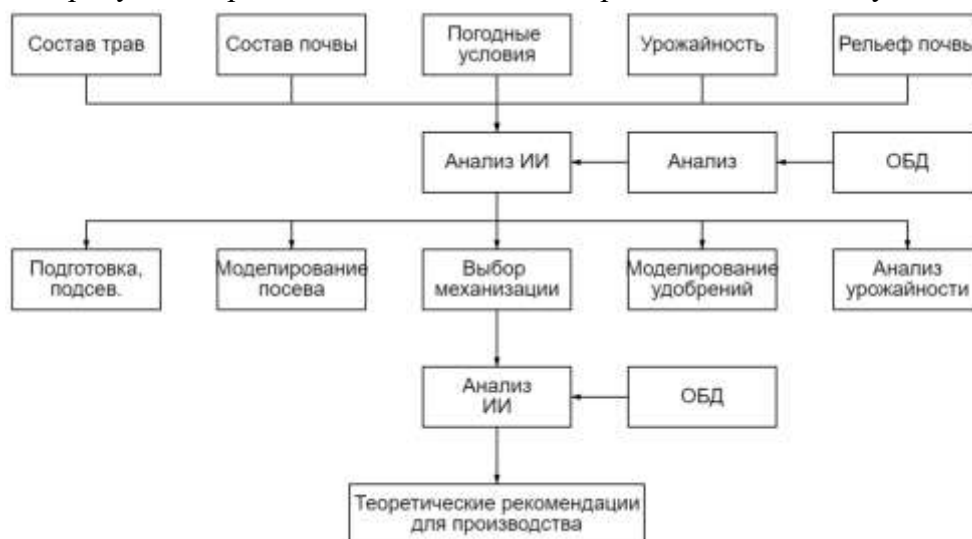 Состав трав
Состав почвы
Погодные
условия
Урожайность
Рельеф почвы
Анализ ИИ
Анализ
ОБД
Подготовка,
подсев.
Моделирование
посева
Выбор
механизации
Моделирование
удобрений
Анализ
урожайности
Анализ
ИИ
ОБД
Теоретические рекомендации
для производства